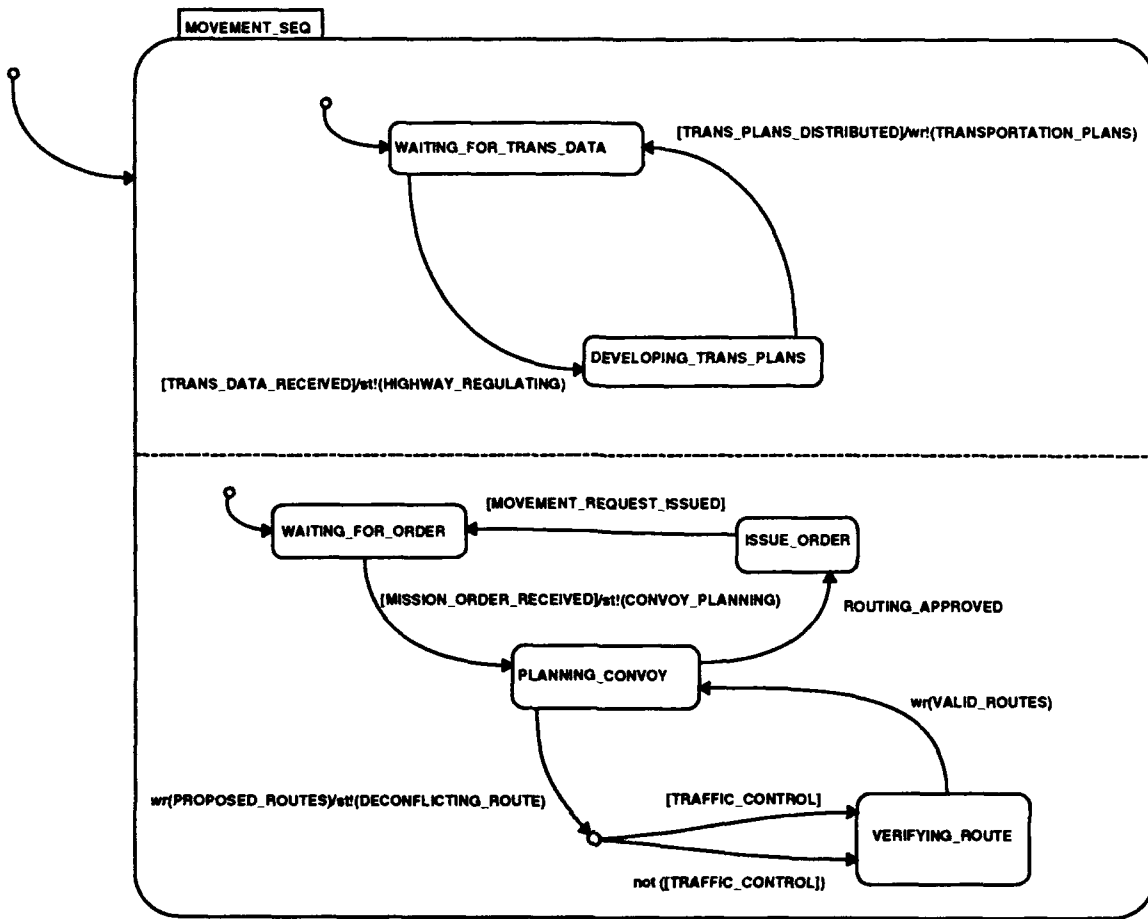 MOVEMENT_SEQ
WAITING_FOR_TRANS_DATA
[TRANS_PLANS_DISTRIBUTED]/wr!(TRANSPORTATION_PLANS)
DEVELOPING_TRANS_PLANS
[TRANS_DATA_RECEIVED]/st!(HIGHWAY_REGULATING)
WAITING_FOR_ORDER
[MOVEMENT_REQUEST_ISSUED]
ISSUE_ORDER
[MISSION_ORDER_RECEIVED]/st!(CONVOY_PLANNING)
ROUTING_APPROVED
PLANNING_CONVOY
wr(VALID_ROUTES)
wr(PROPOSED_ROUTES)/st!(DECONFLICTING_ROUTE)
[TRAFFIC_CONTROL]
VERIFYING_ROUTE
not ([TRAFFIC_CONTROL])